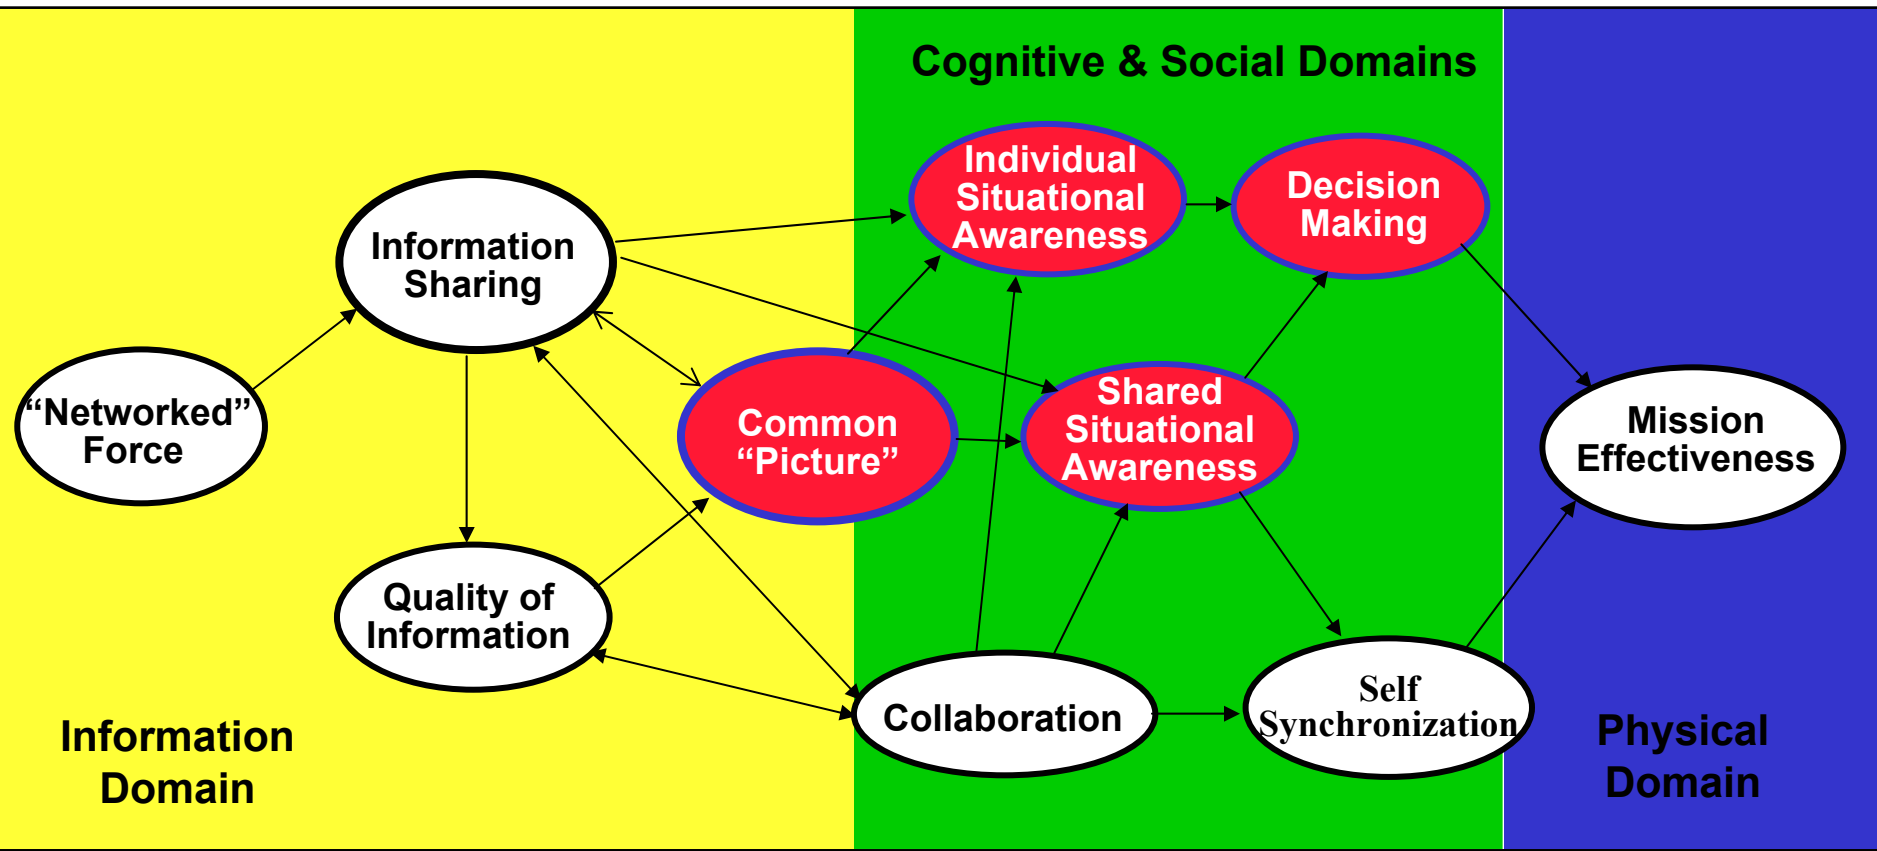 Cognitive & Social Domains
Individual
Situational
Awareness
Decision
Making
Information
Sharing
“Networked”
Force
Common
“Picture”
Shared
Situational
Awareness
Mission
Effectiveness
Quality of
Information
Collaboration
Self
Synchronization
Information
Domain
Physical
Domain